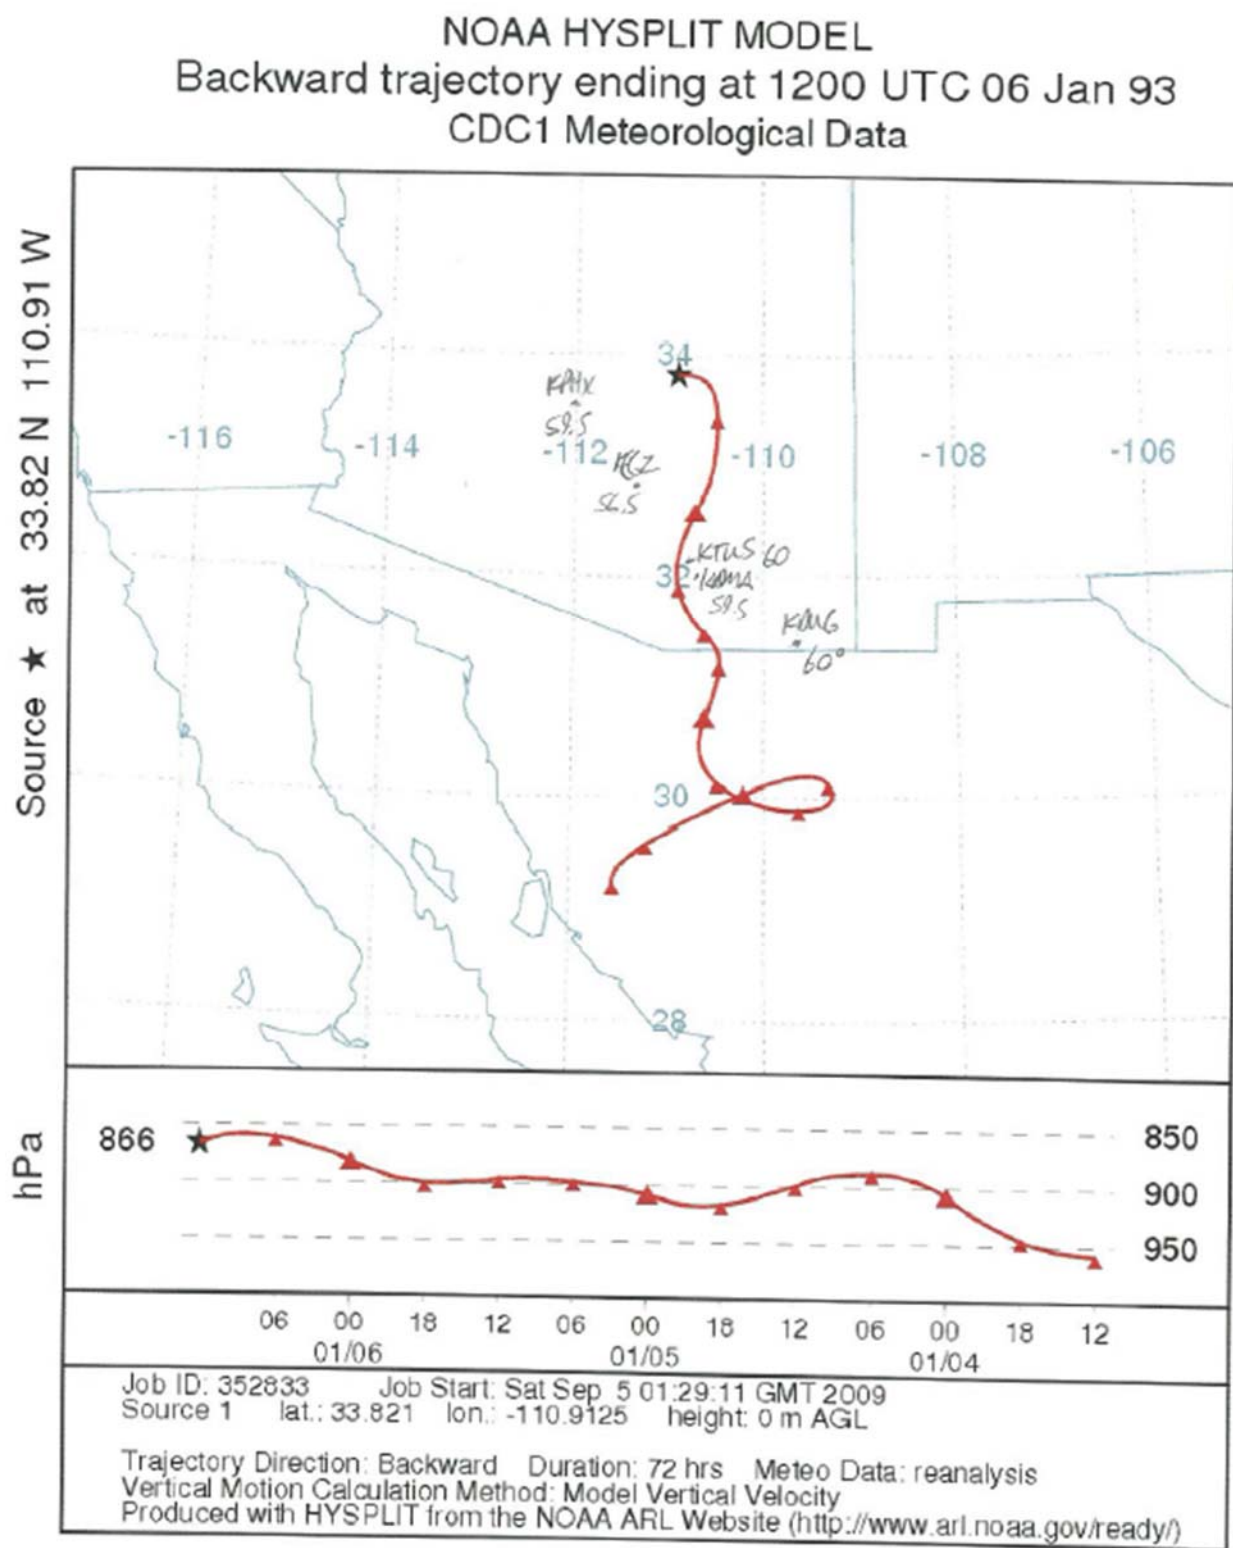 NOAA HYSPLIT MODEL
Backward trajectory ending at 1200 UTC 06 Jan 93
CDC1 Meteorological Data
Source ★ at 33.82 N 110.91 W
34
KPHX
59.5
-116 -114 -112 -110 -108 -106
56.5
KTUS 60
32 KDMA
59.5
KDUG
60°
30
28
hPa
866
850
900
950
06 00 18 12 06 00 18 12 06 00 18 12
01/06 01/05 01/04
Job ID: 352833 Job Start: Sat Sep 5 01:29:11 GMT 2009
Source 1 lat.: 33.821 lon.: -110.9125 height: 0 m AGL
Trajectory Direction: Backward Duration: 72 hrs Meteo Data: reanalysis
Vertical Motion Calculation Method: Model Vertical Velocity
Produced with HYSPLIT from the NOAA ARL Website (http://www.arl.noaa.gov/ready/)